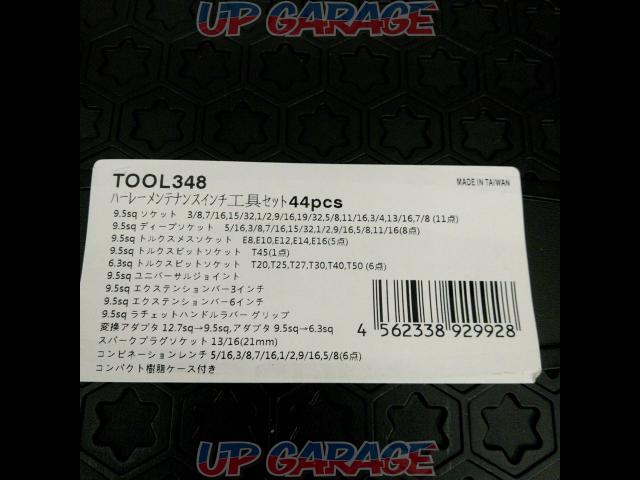 UP GARAGE
TOOL348
MADE IN TAIWAN
ハーレーメンテナンスインチ工具セット44pcs
9.5sq ソケット 3/8,7/16,15/32,1/2,9/16,19/32,5/8,11/16,3/4,13/16,7/8 (11点)
9.5sq ディープソケット 5/16,3/8,7/16,15/32,1/2,9/16,5/8,11/16(8点)
9.5sq トルクスメスソケット E8,E10,E12,E14,E16(5点)
9.5sq トルクスビットソケット T45(1点)
6.3sq トルクスビットソケット T20,T25,T27,T30,T40,T50 (6点)
9.5sq ユニバーサルジョイント
9.5sq エクステンションバー3インチ
9.5sq エクステンションバー6インチ
9.5sq ラチェットハンドルラバー グリップ
変換アダプタ 12.7sq→9.5sq,アダプタ 9.5sq→6.3sq
スパークプラグソケット 13/16(21mm)
コンビネーションレンチ 5/16,3/8,7/16,1/2,9/16,5/8(6点)
コンパクト樹脂ケース付き
4 562338 929928
UP GARAGE